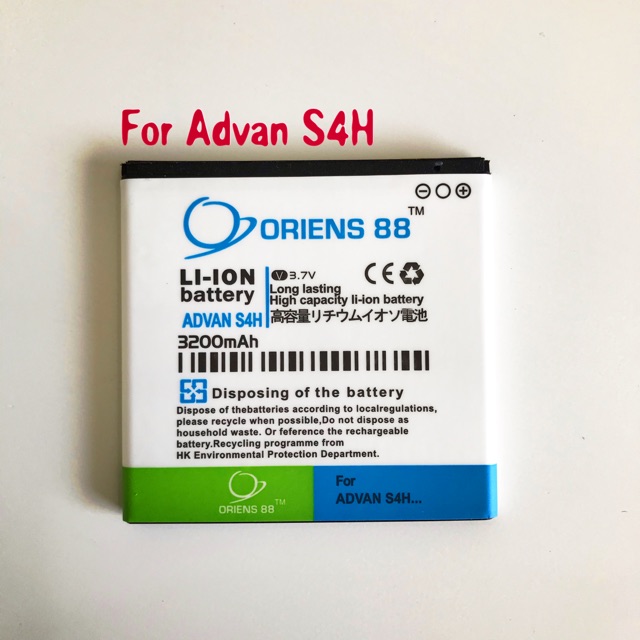 For Advan S4H
ORIENS 88 ™
LI-ION
battery
V 3.7V
Long lasting
High capacity li-ion battery
CE
ADVAN S4H
高容量リチウムイオソ電池
3200mAh
Disposing of the battery
Dispose of thebatteries according to localregulations,
please recycle when possible,Do not dispose as
household waste. Or feference the rechargeable
battery.Recycling programme from
HK Environmental Protection Department.
ORIENS 88 ™
For
ADVAN S4H...